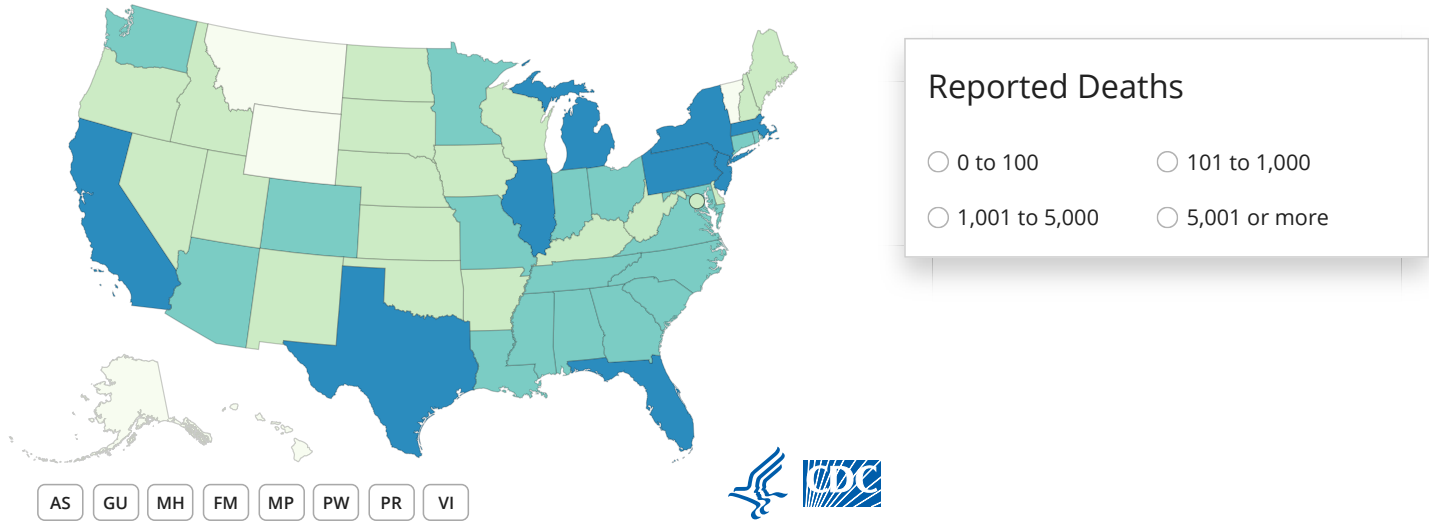 Reported Deaths
0 to 100
101 to 1,000
1,001 to 5,000
5,001 or more
AS GU MH FM MP PW PR VI
CDC